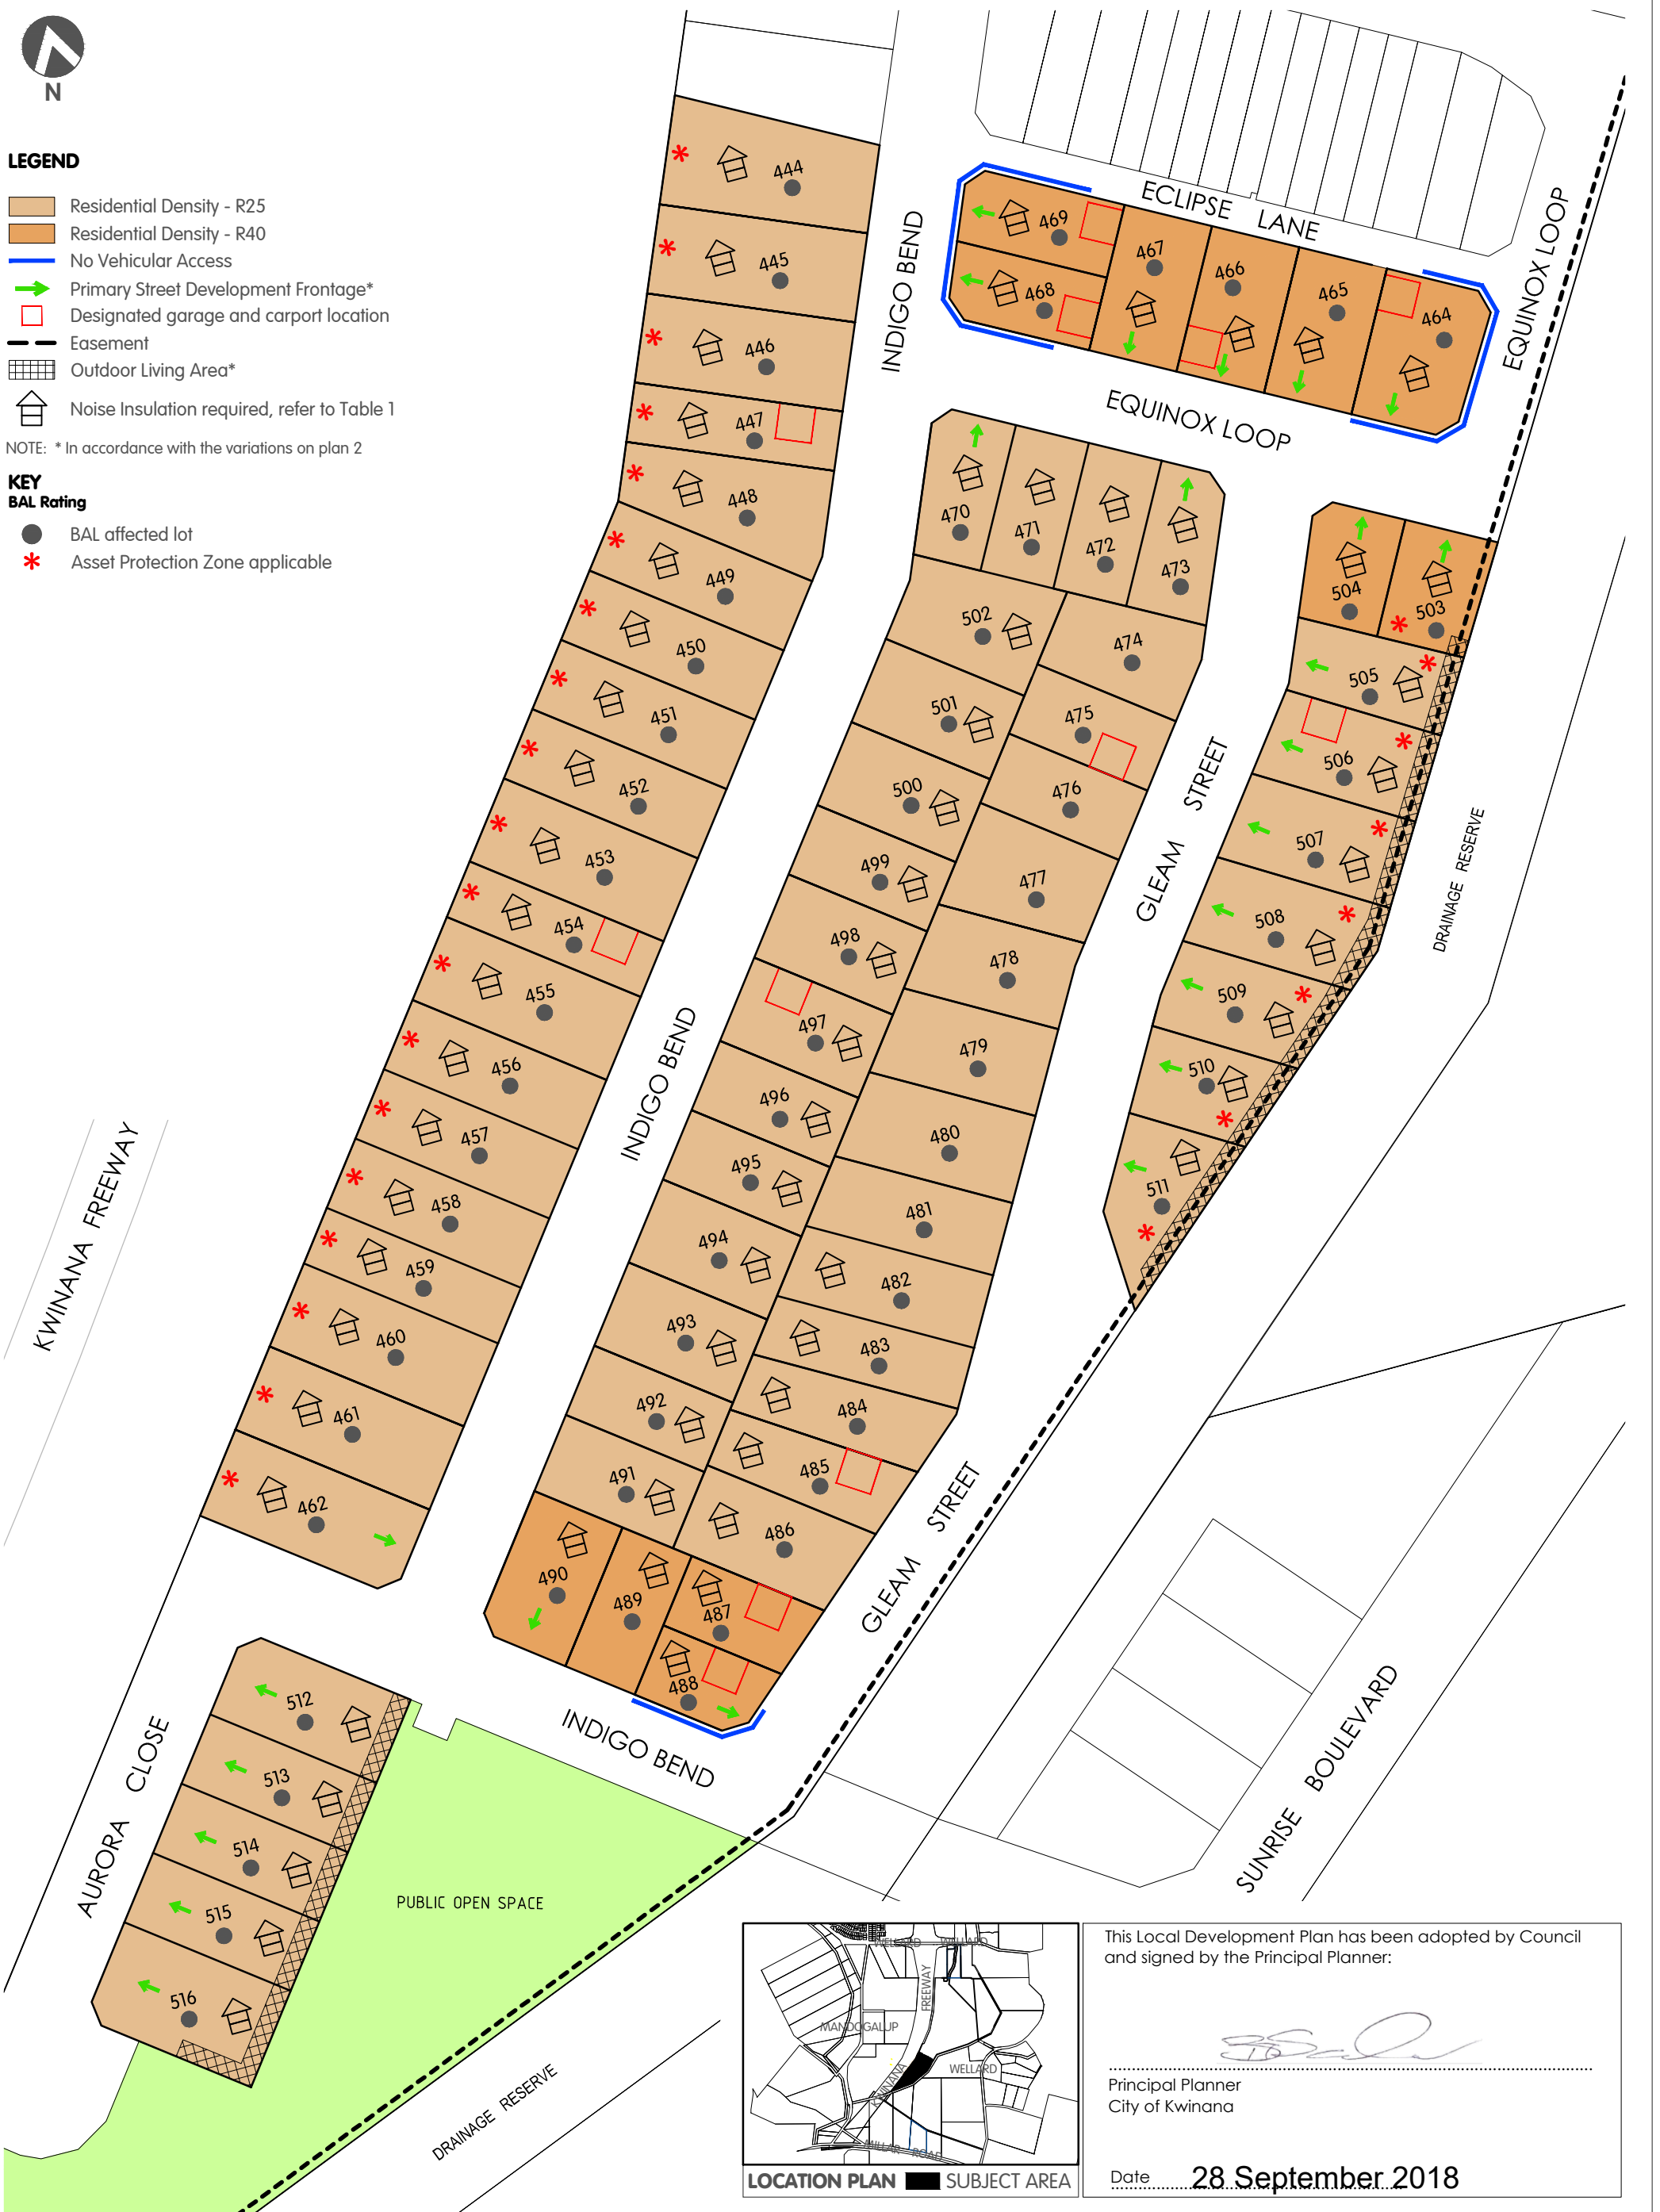 N
LEGEND
Residential Density - R25
Residential Density - R40
No Vehicular Access
Primary Street Development Frontage*
Designated garage and carport location
Easement
Outdoor Living Area*
Noise Insulation required, refer to Table 1
NOTE: * In accordance with the variations on plan 2
KEY
BAL Rating
BAL affected lot
* Asset Protection Zone applicable
444
445
446
447
448
449
450
451
452
453
454
455
456
457
458
459
460
461
462
INDIGO BEND
ECLIPSE LANE
EQUINOX LOOP
469
468
467
466
465
464
EQUINOX LOOP
470
471
472
473
504
503
502
474
501
475
500
476
499
477
498
478
497
479
496
480
495
481
494
482
493
483
492
484
491
485
486
490
489
487
488
505
506
507
508
509
510
511
GLEAM STREET
DRAINAGE RESERVE
INDIGO BEND
KWINANA FREEWAY
GLEAM STREET
INDIGO BEND
SUNRISE BOULEVARD
AURORA CLOSE
512
513
514
515
516
PUBLIC OPEN SPACE
DRAINAGE RESERVE
WELLARD
WELLARD
FREEWAY
MANDOGALUP
KWINANA
WELLARD
MILLAR ROAD
LOCATION PLAN
SUBJECT AREA
This Local Development Plan has been adopted by Council
and signed by the Principal Planner:
Principal Planner
City of Kwinana
Date 28 September 2018